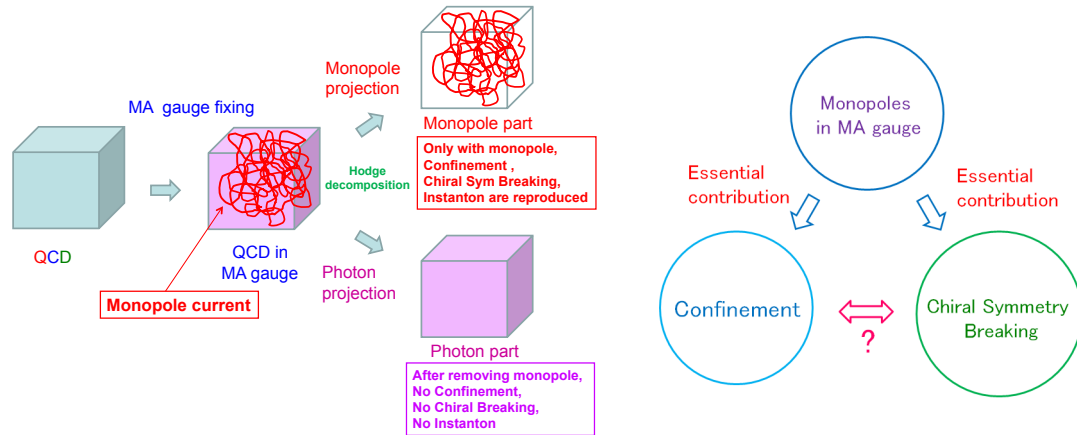 QCD
MA gauge fixing
QCD in
MA gauge
Monopole current
Monopole
projection
Hodge
decomposition
Photon
projection
Monopole part
Only with monopole,
Confinement ,
Chiral Sym Breaking,
Instanton are reproduced
Photon part
After removing monopole,
No Confinement,
No Chiral Breaking,
No Instanton
Monopoles
in MA gauge
Essential
contribution
Essential
contribution
Confinement
?
Chiral Symmetry
Breaking